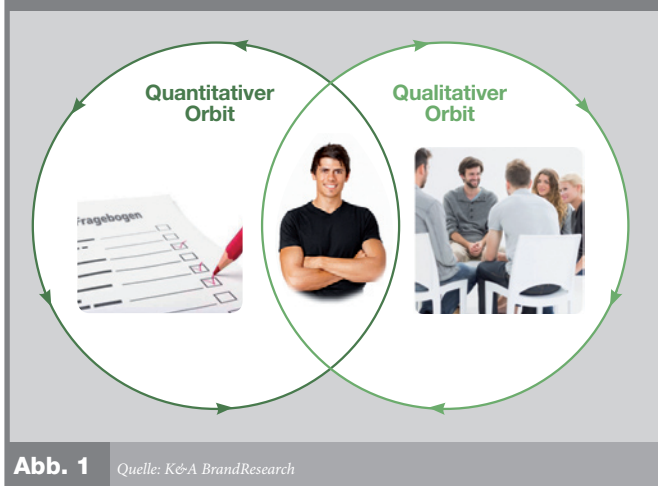 Quantitativer
Orbit
Qualitativer
Orbit
Fragebogen
Abb. 1
Quelle: K&A BrandResearch